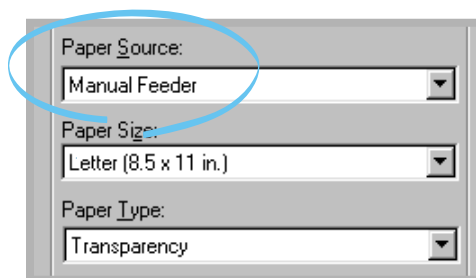 Paper Source:
Manual Feeder
Paper Size:
Letter (8.5 x 11 in.)
Paper Type:
Transparency